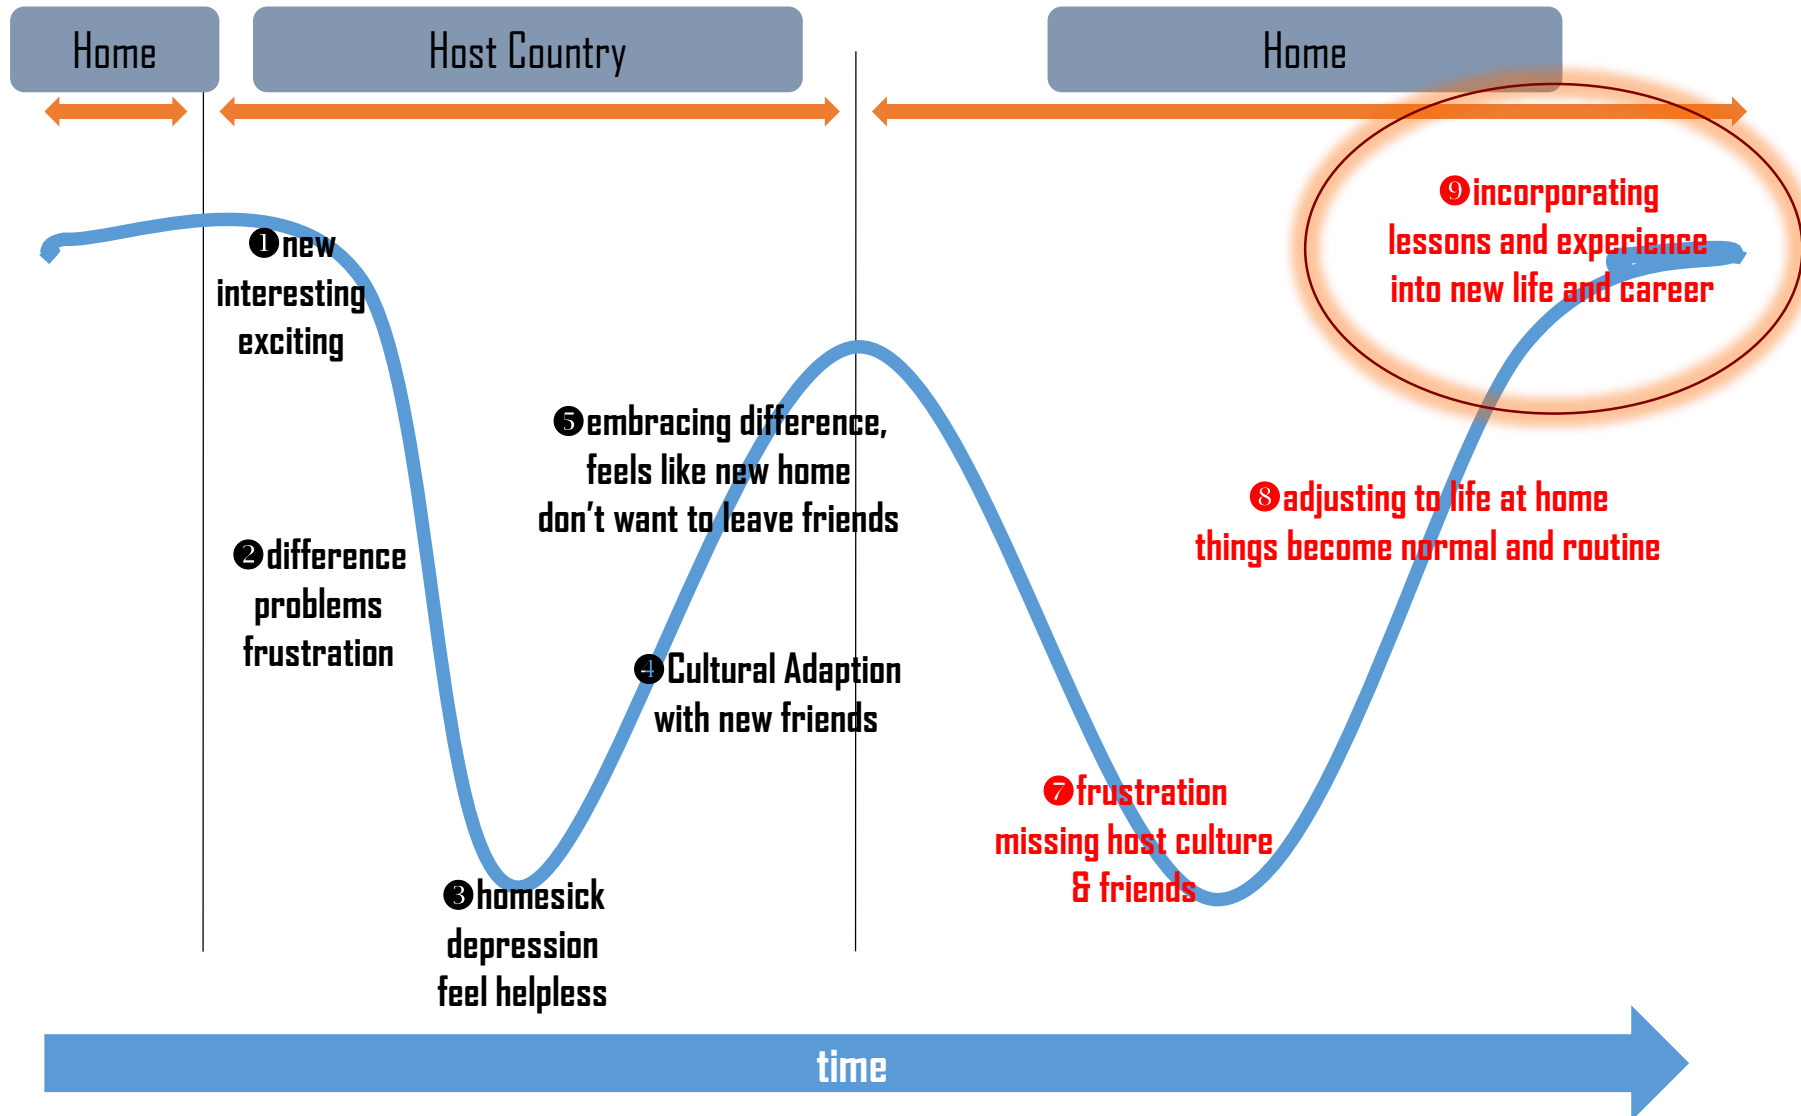 Home
Host Country
Home
❶new
interesting
exciting
❷difference
problems
frustration
❸homesick
depression
feel helpless
❹Cultural Adaption
with new friends
❺embracing difference,
feels like new home
don't want to leave friends
❼frustration
missing host culture
& friends
❽adjusting to life at home
things become normal and routine
❾incorporating
lessons and experience
into new life and career
time